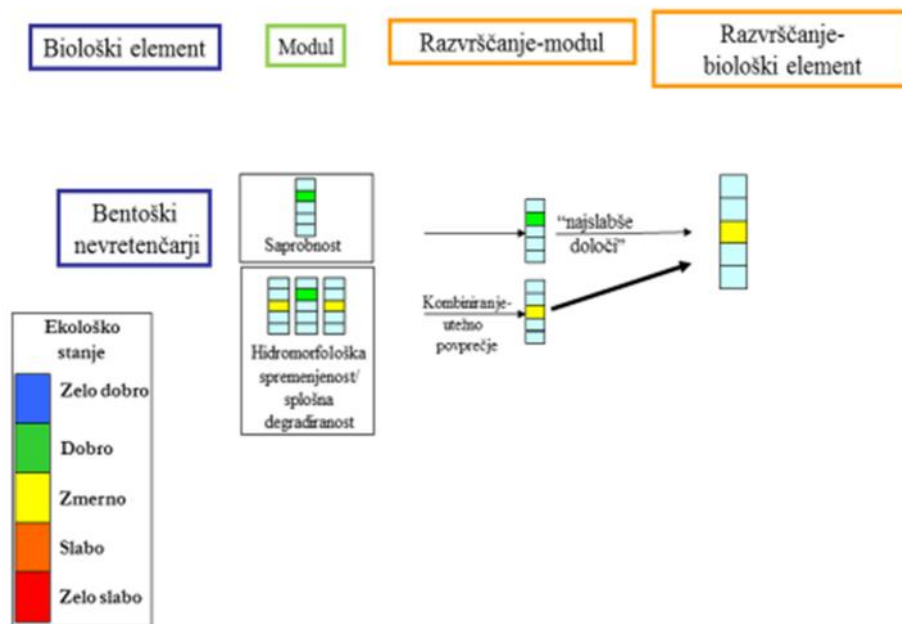 Biološki element
Modul
Razvrščanje-modul
Razvrščanje-
biološki element
Bentoški
nevretenčarji
Saprobnost
"najslabše
določi"
Kombiniranje-
utežno
povprečje
Hidromorfološka
spremenjenost/
splošna
degradiranost
Ekološko
stanje
Zelo dobro
Dobro
Zmerno
Slabo
Zelo slabo